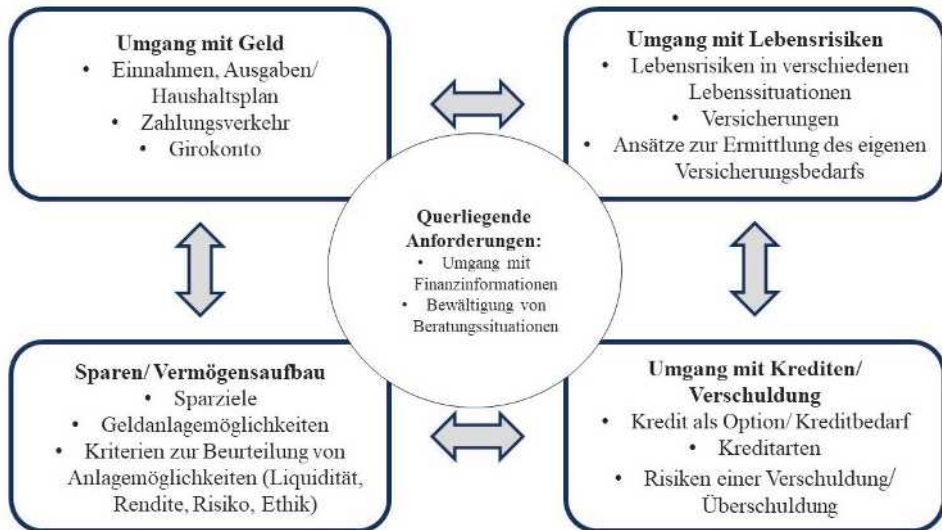 Umgang mit Geld
• Einnahmen, Ausgaben/
Haushaltsplan
• Zahlungsverkehr
• Girokonto
Umgang mit Lebensrisiken
• Lebensrisiken in verschiedenen
Lebenssituationen
• Versicherungen
• Ansätze zur Ermittlung des eigenen
Versicherungsbedarfs
Querliegende
Anforderungen:
• Umgang mit
Finanzinformationen
• Bewältigung von
Beratungssituationen
Sparen/ Vermögensaufbau
• Sparziele
• Geldanlagemöglichkeiten
• Kriterien zur Beurteilung von
Anlagemöglichkeiten (Liquidität,
Rendite, Risiko, Ethik)
Umgang mit Krediten/
Verschuldung
• Kredit als Option/ Kreditbedarf
• Kreditarten
• Risiken einer Verschuldung/
Überschuldung